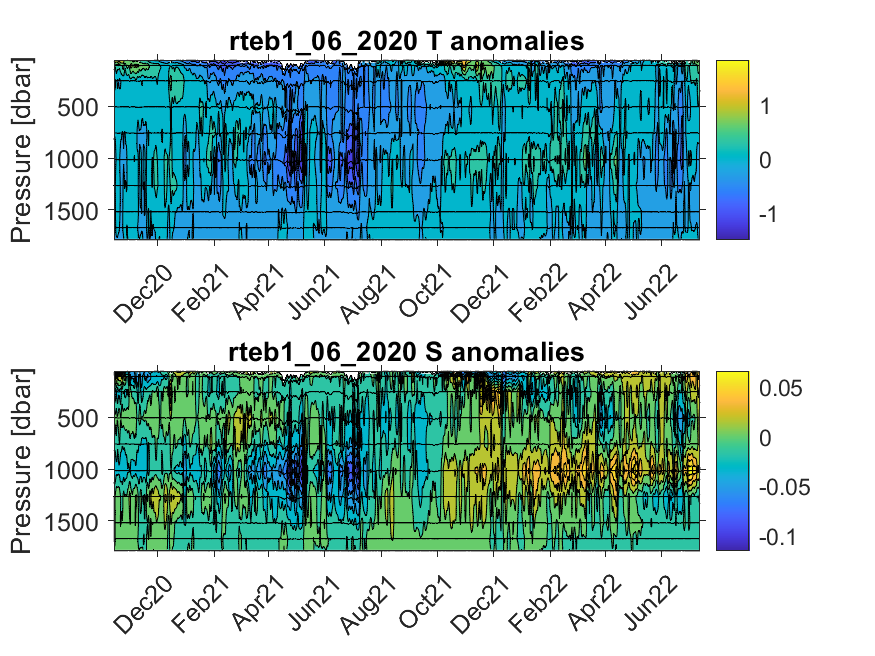 rteb1_06_2020 T anomalies
Pressure [dbar]
500
1000
1500
1
0
-1
Dec20
Feb21
Apr21
Jun21
Aug21
Oct21
Dec21
Feb22
Apr22
Jun22
rteb1_06_2020 S anomalies
Pressure [dbar]
500
1000
1500
0.05
0
-0.05
-0.1
Dec20
Feb21
Apr21
Jun21
Aug21
Oct21
Dec21
Feb22
Apr22
Jun22